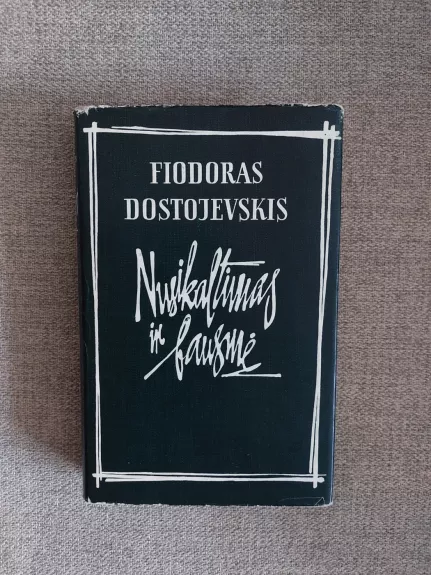 FIODORAS
DOSTOJEVSKIS
Nusikaltimas
ir
bausmė